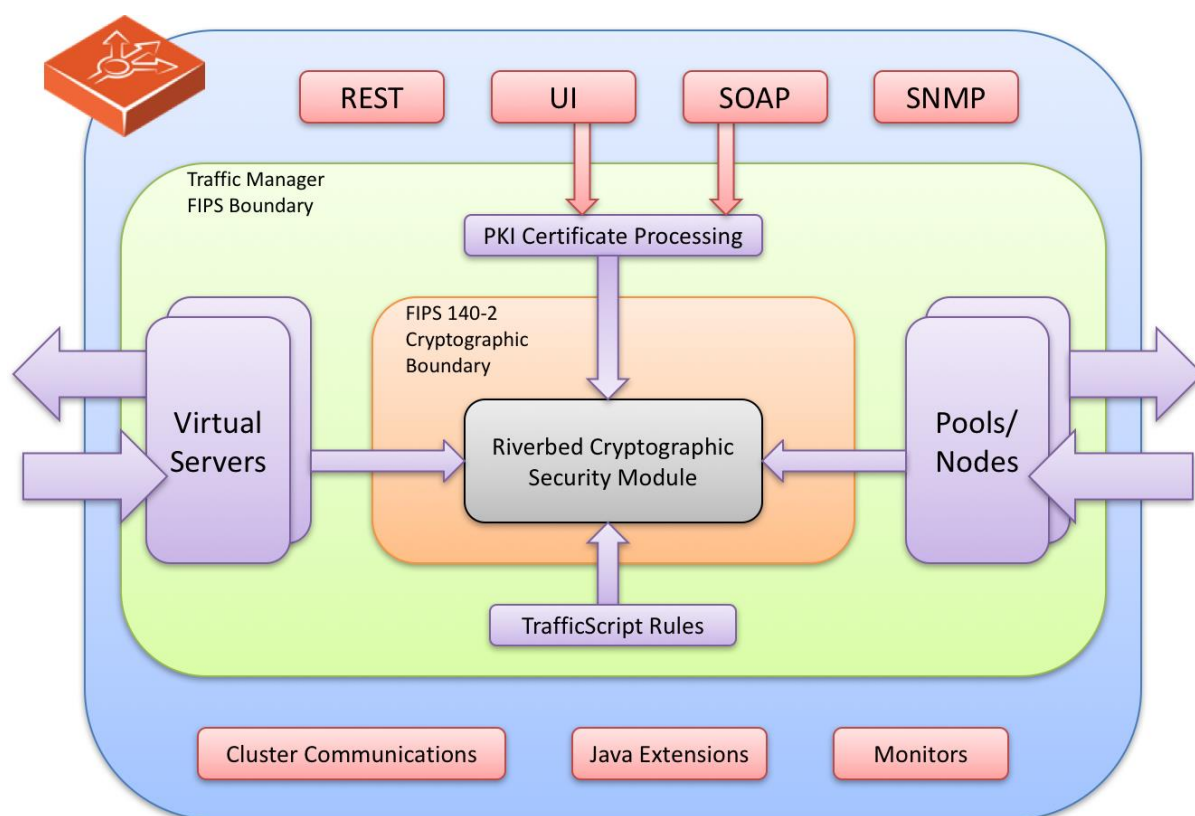 REST
UI
SOAP
SNMP
Traffic Manager
FIPS Boundary
PKI Certificate Processing
FIPS 140-2
Cryptographic
Boundary
Virtual
Servers
Riverbed Cryptographic
Security Module
Pools/
Nodes
TrafficScript Rules
Cluster Communications
Java Extensions
Monitors